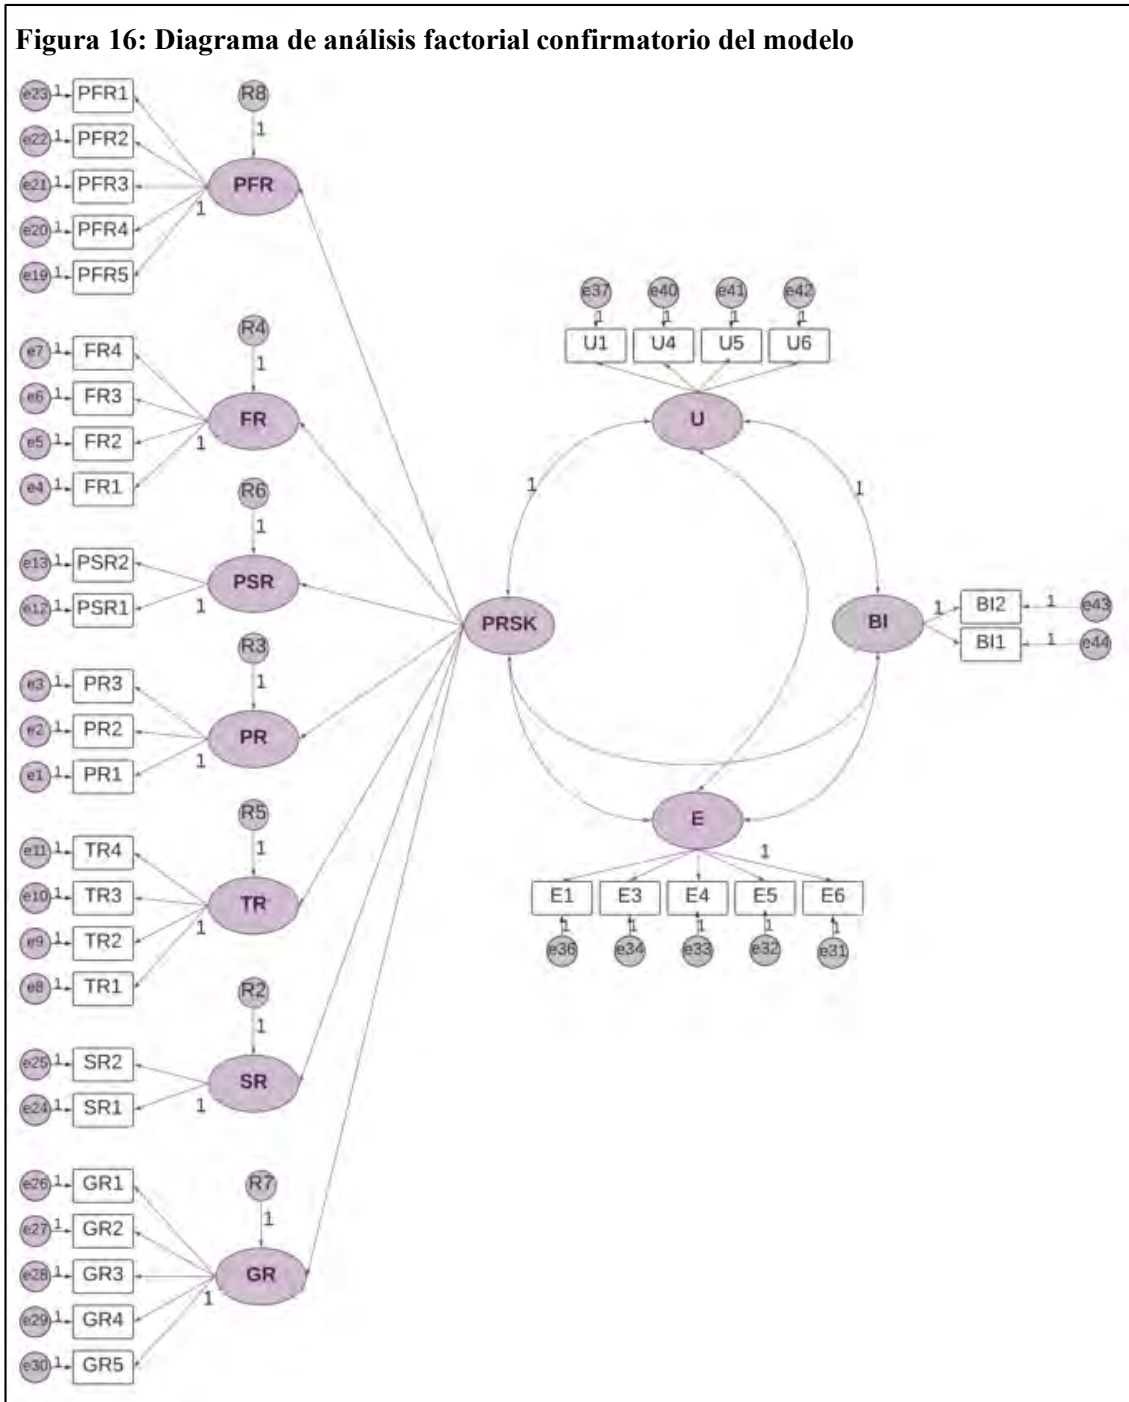 Figura 16: Diagrama de análisis factorial confirmatorio del modelo
e23 1 PFR1
R8
e22 1 PFR2
1
e21 1 PFR3
PFR
1
e20 1 PFR4
e19 1 PFR5
e37 e40 e41 e42
1 1 1 1
R4
U1 U4 U5 U6
e7 1 FR4
1
e6 1 FR3
FR
U
e5 1 FR2
1
e4 1 FR1
R6
1 1
1
e13 1 PSR2
PSR
e12 1 PSR1
1
PRSK
BI
1 BI2 1 e43
BI1 1 e44
R3
e3 1 PR3
1
e2 1 PR2
PR
1
e1 1 PR1
R5
E
e11 1 TR4
1
1
e10 1 TR3
E1 E3 E4 E5 E6
TR
1 1 1 1 1
e9 1 TR2
1
e36 e34 e33 e32 e31
e8 1 TR1
R2
1
e25 1 SR2
SR
e24 1 SR1
1
e26 1 GR1
R7
e27 1 GR2
1
e28 1 GR3
GR
1
e29 1 GR4
e30 1 GR5